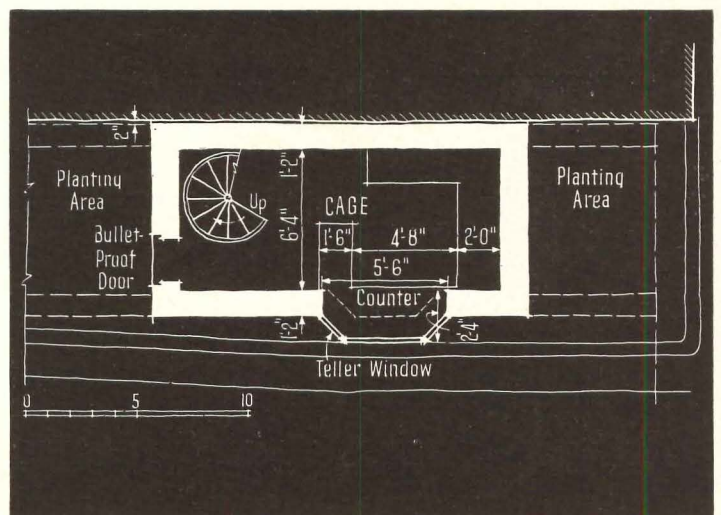 2"
Planting
Area
Up
1'-2"
6'-4"
CAGE
1'-6"
4'-8"
2'-0"
Planting
Area
Bullet-
Proof
Door
5'-6"
Counter
1'-2"
2'-4"
Teller Window
0
5
10